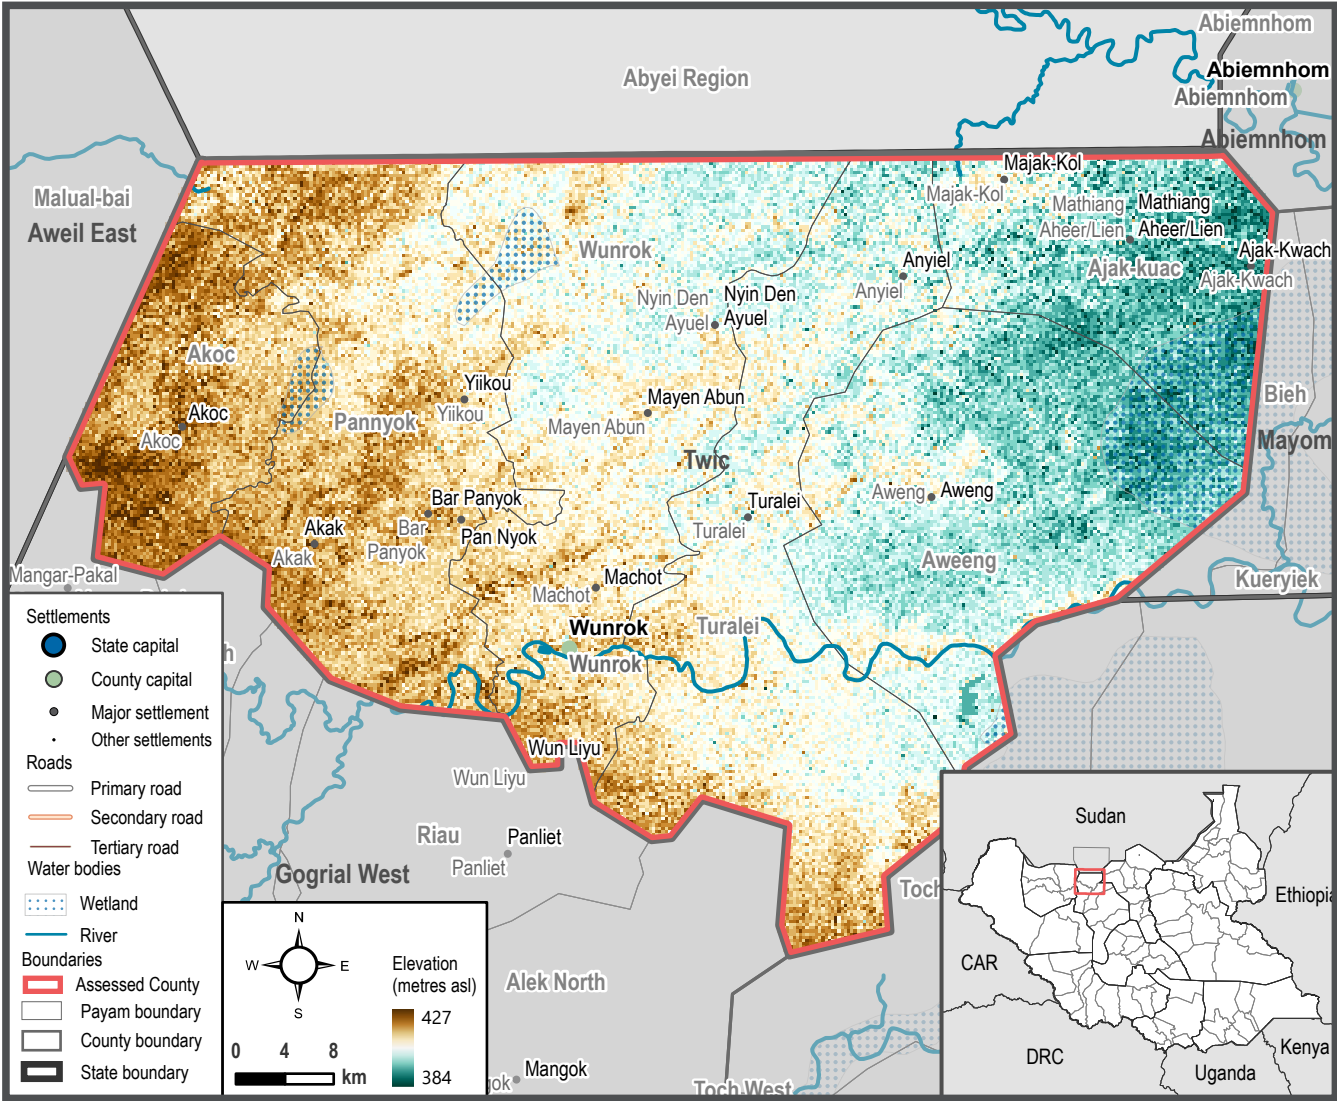 Abiemnhom
Abyei Region
Abiemnhom
Abiemnhom
Abiemnhom
Majak-Kol
Majak-Kol
Malual-bai
Aweil East
Mathiang
Aheer/Lien
Mathiang
Aheer/Lien
Wunrok
Anyiel
Anyiel
Ajak-kuac
Ajak-Kwach
Ajak-Kwach
Nyin Den
Ayuel
Nyin Den
Ayuel
Akoc
Akoc
Akoc
Yiikou
Yiikou
Pannyok
Mayen Abun
Mayen Abun
Bieh
Mayom
Twic
Aweng
Aweng
Bar Panyok
Bar
Panyok
Pan Nyok
Turalei
Turalei
Akak
Akak
Aweeng
Mangar-Pakal
Machot
Machot
Kueryiek
Wunrok
Wunrok
Turalei
Wun Liyu
Wun Liyu
Riau
Panliet
Panliet
Gogrial West
Toch
Alek North
Mangok
ok
Toch West
Settlements
State capital
County capital
Major settlement
Other settlements
Roads
Primary road
Secondary road
Tertiary road
Water bodies
Wetland
River
Boundaries
Assessed County
Payam boundary
County boundary
State boundary
N
W
E
S
0 4 8
km
Elevation
(metres asl)
427
384
Sudan
Ethiopia
CAR
DRC
Uganda
Kenya